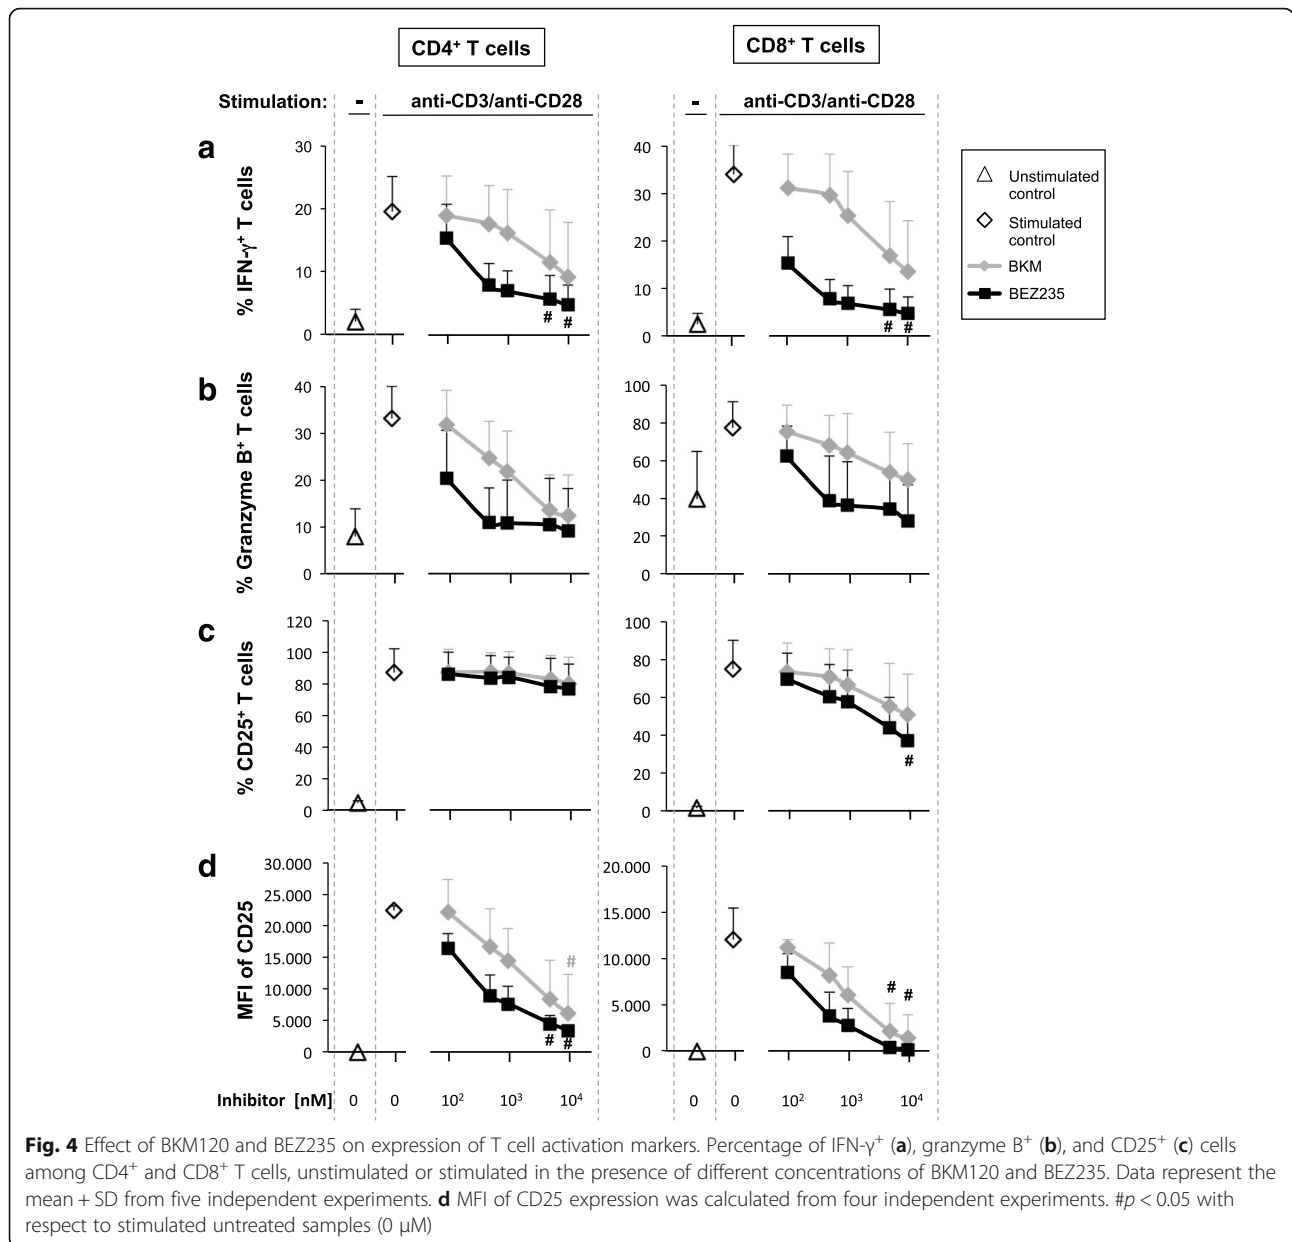 CD4⁺ T cells
CD8⁺ T cells
Stimulation: - anti-CD3/anti-CD28 - anti-CD3/anti-CD28
a
% IFN-γ⁺ T cells
30
20
10
0
# #
40
30
20
10
0
# #
Unstimulated
control
Stimulated
control
BKM
BEZ235
b
% Granzyme B⁺ T cells
40
30
20
10
0
100
80
60
40
20
0
c
% CD25⁺ T cells
120
100
80
60
40
20
0
100
80
60
40
20
0
#
d
MFI of CD25
30.000
25.000
20.000
15.000
10.000
5.000
0
#
# #
20.000
15.000
10.000
5.000
0
# #
Inhibitor [nM] 0 0 10² 10³ 10⁴ 0 0 10² 10³ 10⁴
Fig. 4 Effect of BKM120 and BEZ235 on expression of T cell activation markers. Percentage of IFN-γ⁺ (a), granzyme B⁺ (b), and CD25⁺ (c) cells
among CD4⁺ and CD8⁺ T cells, unstimulated or stimulated in the presence of different concentrations of BKM120 and BEZ235. Data represent the
mean + SD from five independent experiments. d MFI of CD25 expression was calculated from four independent experiments. #p < 0.05 with
respect to stimulated untreated samples (0 μM)